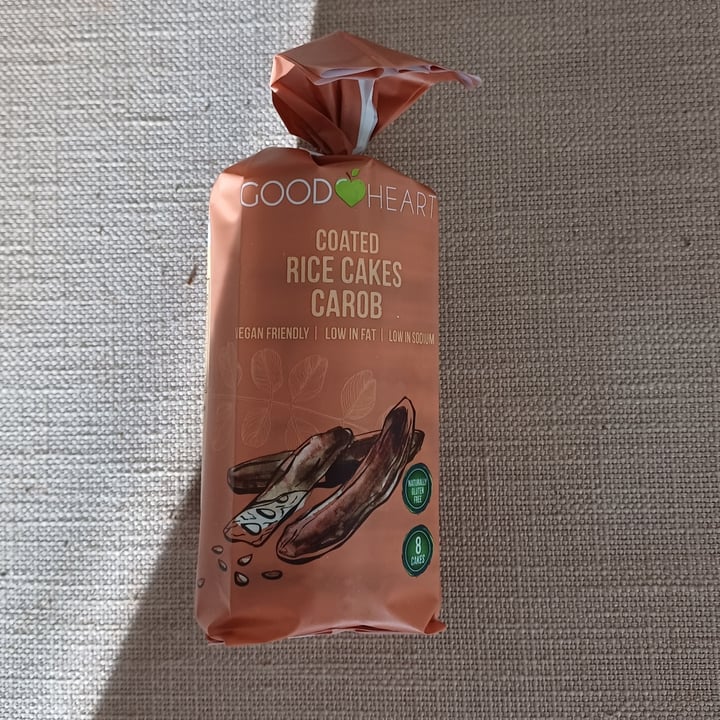 GOOD HEART
COATED
RICE CAKES
CAROB
VEGAN FRIENDLY | LOW IN FAT | LOW IN SODIUM
NATURALLY
GLUTEN
FREE
8
CAKES